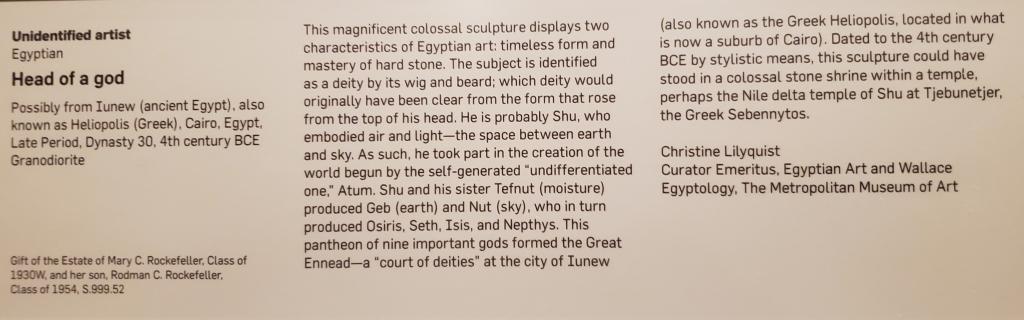 Unidentified artist
Egyptian
Head of a god
Possibly from Iunew (ancient Egypt), also
known as Heliopolis (Greek), Cairo, Egypt,
Late Period, Dynasty 30, 4th century BCE
Granodiorite
Gift of the Estate of Mary C. Rockefeller, Class of
1930W, and her son, Rodman C. Rockefeller,
Class of 1954, S.999.52
This magnificent colossal sculpture displays two
characteristics of Egyptian art: timeless form and
mastery of hard stone. The subject is identified
as a deity by its wig and beard; which deity would
originally have been clear from the form that rose
from the top of his head. He is probably Shu, who
embodied air and light—the space between earth
and sky. As such, he took part in the creation of the
world begun by the self-generated "undifferentiated
one," Atum. Shu and his sister Tefnut (moisture)
produced Geb (earth) and Nut (sky), who in turn
produced Osiris, Seth, Isis, and Nepthys. This
pantheon of nine important gods formed the Great
Ennead—a "court of deities" at the city of Iunew
(also known as the Greek Heliopolis, located in what
is now a suburb of Cairo). Dated to the 4th century
BCE by stylistic means, this sculpture could have
stood in a colossal stone shrine within a temple,
perhaps the Nile delta temple of Shu at Tjebunetjer,
the Greek Sebennytos.
Christine Lilyquist
Curator Emeritus, Egyptian Art and Wallace
Egyptology, The Metropolitan Museum of Art